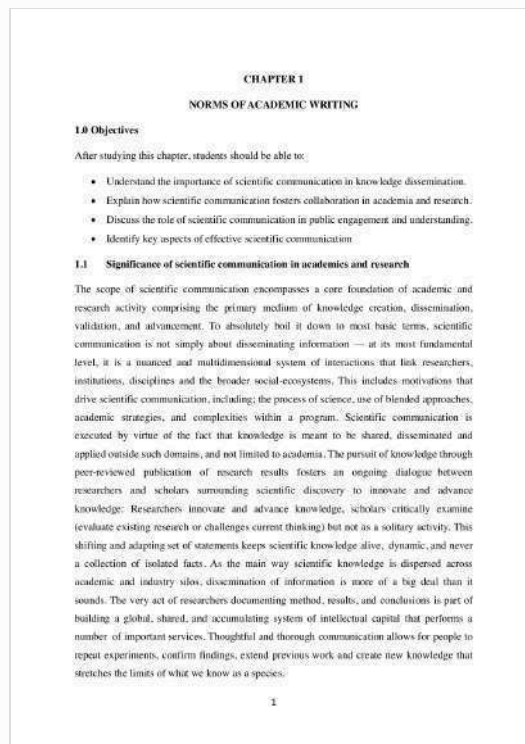 CHAPTER 1
NORMS OF ACADEMIC WRITING
1.0 Objectives
After studying this chapter, students should be able to:
• Understand the importance of scientific communication in knowledge dissemination.
• Explain how scientific communication fosters collaboration in academia and research.
• Discuss the role of scientific communication in public engagement and understanding.
• Identify key aspects of effective scientific communication
1.1 Significance of scientific communication in academics and research
The scope of scientific communication encompasses a core foundation of academic and
research activity comprising the primary medium of knowledge creation, dissemination,
validation, and advancement. To absolutely boil it down to most basic terms, scientific
communication is not simply about disseminating information — at its most fundamental
level, it is a nuanced and multidimensional system of interactions that link researchers,
institutions, disciplines and the broader social-ecosystems. This includes motivations that
drive scientific communication, including; the process of science, use of blended approaches,
academic strategies, and complexities within a program. Scientific communication is
executed by virtue of the fact that knowledge is meant to be shared, disseminated and
applied outside such domains, and not limited to academia. The pursuit of knowledge through
peer-reviewed publication of research results fosters an ongoing dialogue between
researchers and scholars surrounding scientific discovery to innovate and advance
knowledge: Researchers innovate and advance knowledge, scholars critically examine
(evaluate existing research or challenges current thinking) but not as a solitary activity. This
shifting and adapting set of statements keeps scientific knowledge alive, dynamic, and never
a collection of isolated facts. As the main way scientific knowledge is dispersed across
academic and industry silos, dissemination of information is more of a big deal than it
sounds. The very act of researchers documenting method, results, and conclusions is part of
building a global, shared, and accumulating system of intellectual capital that performs a
number of important services. Thoughtful and thorough communication allows for people to
repeat experiments, confirm findings, extend previous work and create new knowledge that
stretches the limits of what we know as a species.
1